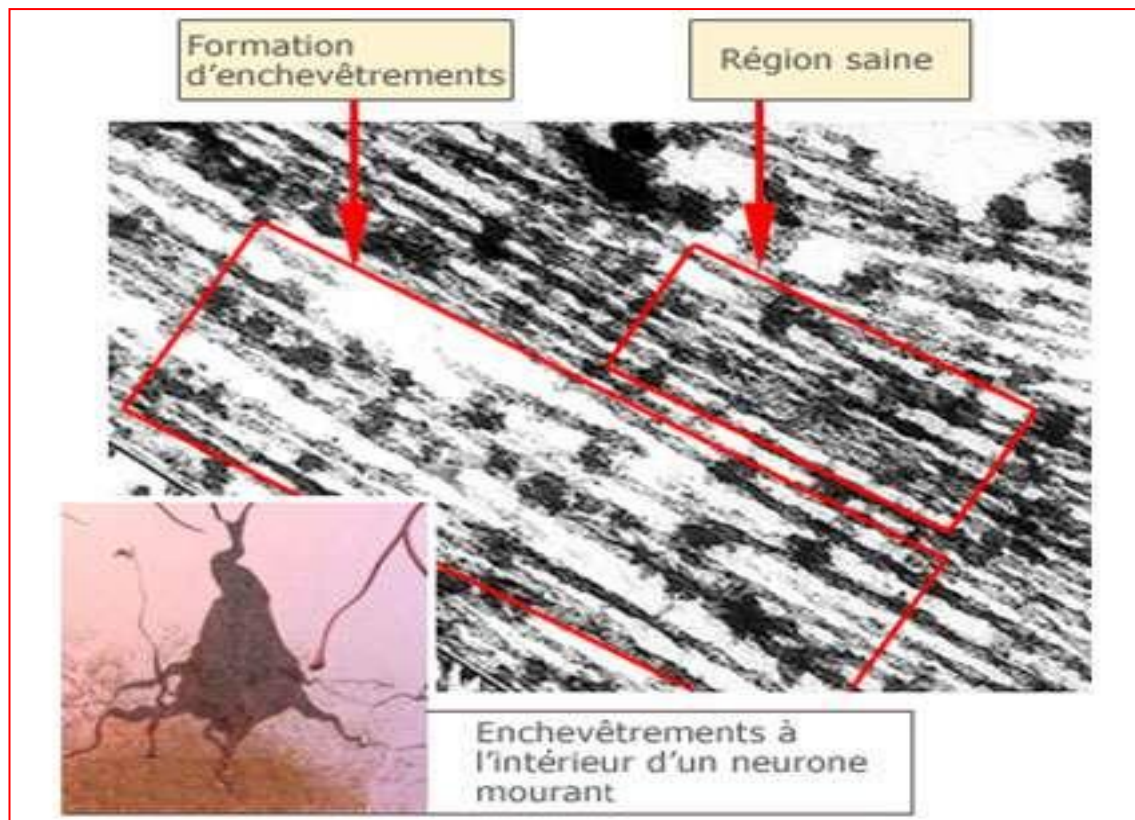 Formation
d'enchevêtrements
Région saine
Enchevêtrements à
l'intérieur d'un neurone
mourant